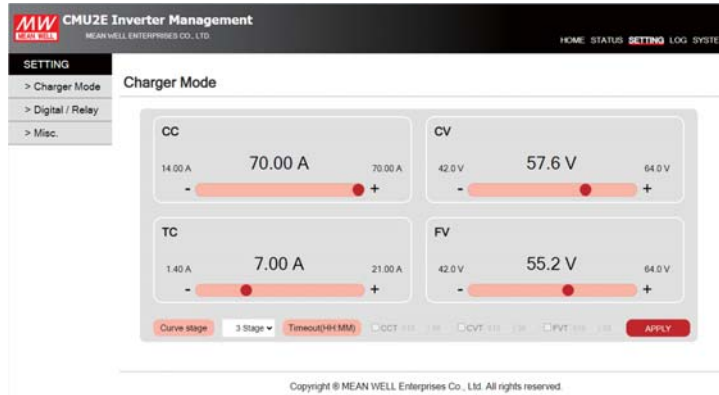 MW
MEAN WELL
CMU2E Inverter Management
MEAN WELL ENTERPRISES CO., LTD.
HOME STATUS SETTING LOG SYSTE
SETTING
> Charger Mode
> Digital / Relay
> Misc.
Charger Mode
CC
14.00 A 70.00 A 70.00 A
- +
CV
42.0 V 57.6 V 64.0 V
- +
TC
1.40 A 7.00 A 21.00 A
- +
FV
42.0 V 55.2 V 64.0 V
- +
Curve stage 3 Stage Timeout(HH:MM) CCT CVT FVT APPLY
Copyright © MEAN WELL Enterprises Co., Ltd. All rights reserved.